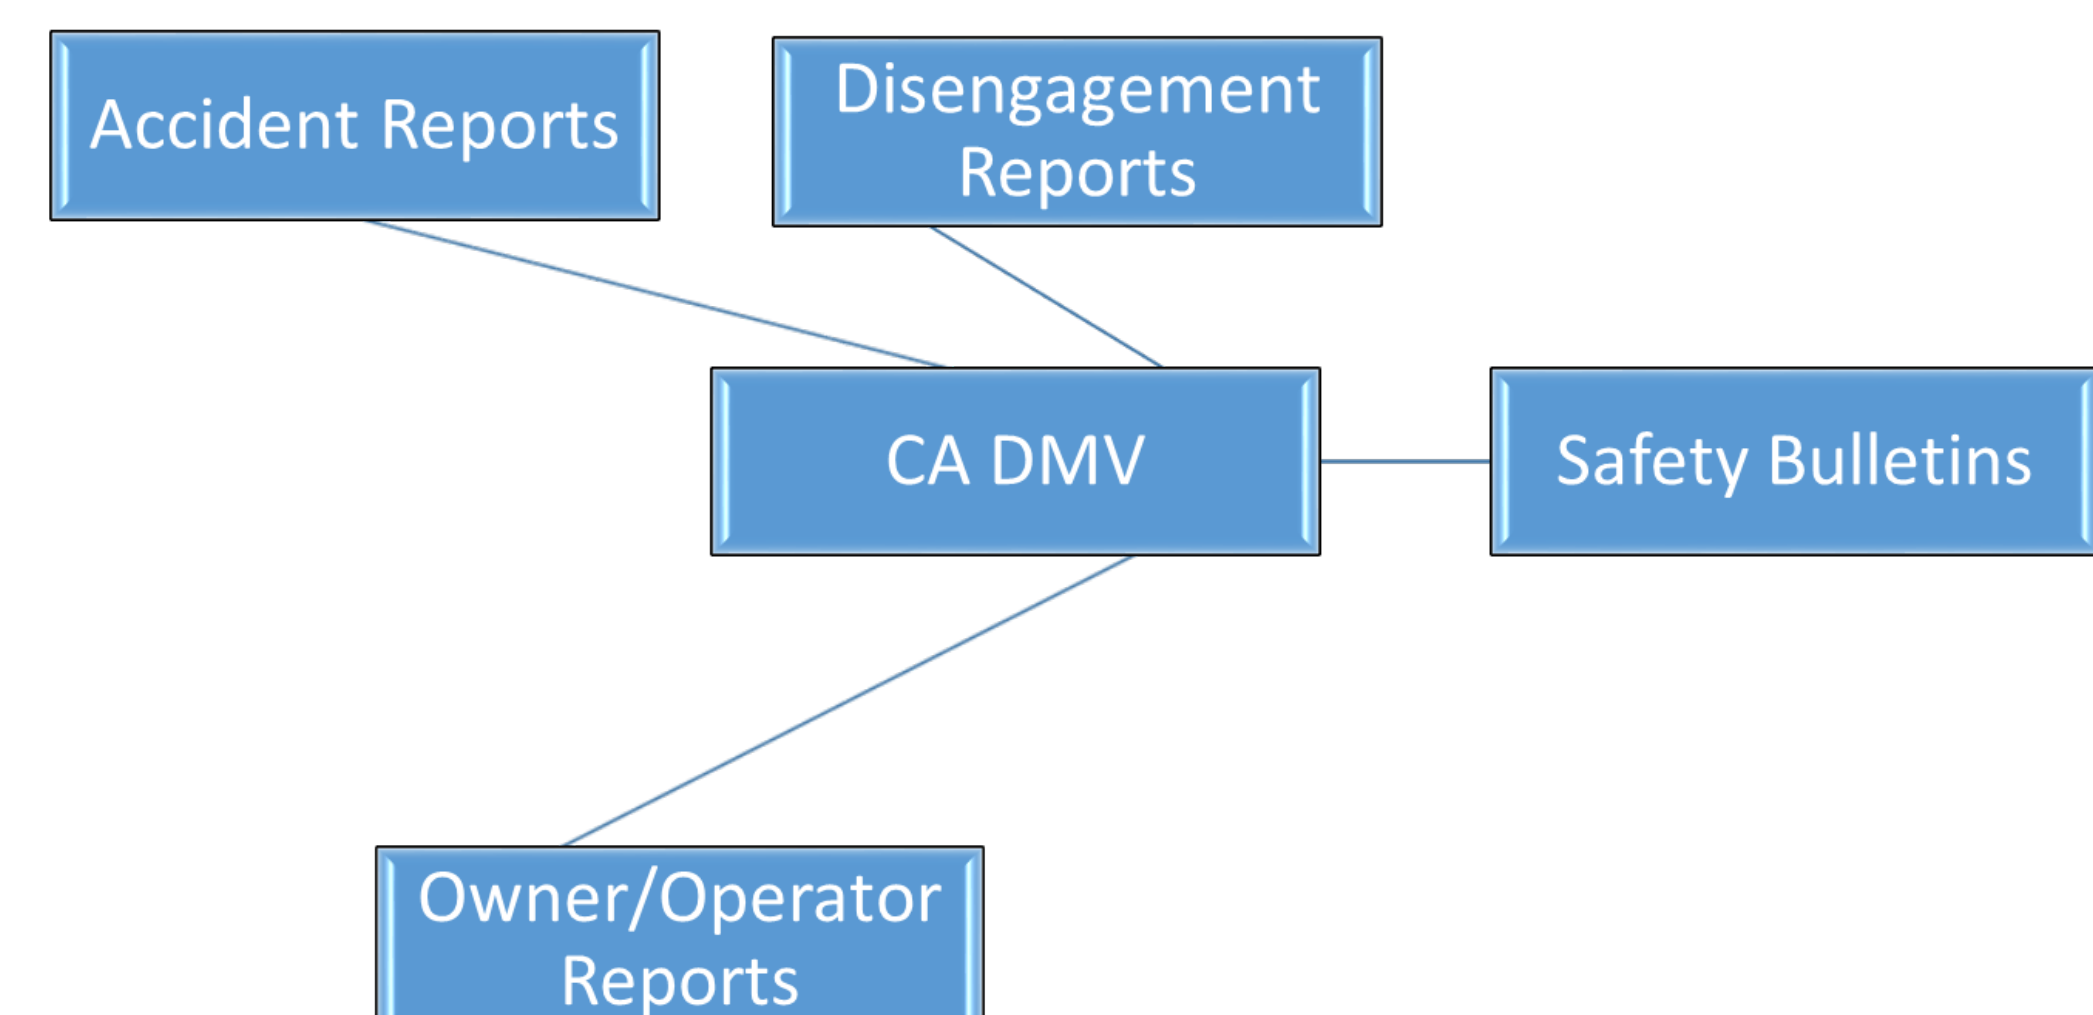 Accident Reports
Disengagement
Reports
CA DMV
Safety Bulletins
Owner/Operator
Reports